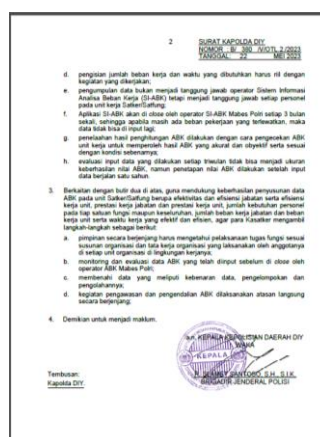 2
SURAT KAPOLDA DIY
NOMOR B/ 380 /V/OTL.2./2023
TANGGAL: 22 MEI 2023
d. pengisian jumlah beban kerja dan waktu yang dibutuhkan harus riil dengan
kegiatan yang dikerjakan;
e. pengumpulan data bukan menjadi tanggung jawab operator Sistem Informasi
Analisa Beban Kerja (SI-ABK) tetapi menjadi tanggung jawab setiap personel
pada unit kerja Satker/Satfung;
f. Aplikasi SI-ABK akan di close oleh operator SI-ABK Mabes Polri setiap 3 bulan
sekali, sehingga apabila masih ada beban pekerjaan yang terlewatkan, maka
data tidak bisa di input lagi;
g. penelaahan hasil penghitungan ABK dilakukan dengan cara pengecekan ABK
unit kerja untuk memperoleh hasil ABK yang akurat dan obyektif serta sesuai
dengan kondisi sebenarnya;
h. evaluasi input data yang dilakukan setiap triwulan tidak bisa menjadi ukuran
keberhasilan nilai ABK, namun penetapan nilai ABK dilakukan setelah input
data berjalan satu tahun.
3. Berkaitan dengan butir dua di atas, guna mendukung keberhasilan penyusunan data
ABK pada unit Satker/Satfung berupa efektivitas dan efisiensi jabatan serta efisiensi
kerja unit, prestasi kerja jabatan dan prestasi kerja unit, jumlah kebutuhan personel
pada tiap satuan fungsi maupun keseluruhan, jumlah beban kerja jabatan dan beban
kerja unit serta waktu kerja yang efektif dan efisien, agar para Kasatker mengambil
langkah-langkah sebagai berikut:
a. pimpinan secara berjenjang harus mengetahui pelaksanaan tugas fungsi sesuai
susunan organisasi dan tata kerja organisasi yang laksanakan oleh anggotanya
di setiap unit organisasi di lingkungan kerjanya;
b. monitoring dan evaluasi data ABK yang telah diinput sebelum di close oleh
operator ABK Mabes Polri;
c. membenahi data yang meliputi kebenaran data, pengelompokan dan
pengolahannya;
d. kegiatan pengawasan dan pengendalian ABK dilaksanakan atasan langsung
secara berjenjang;
4. Demikian untuk menjadi maklum.
a.n. KEPALA KEPOLISIAN DAERAH DIY
WAKA
KEPALA
Tembusan:
Kapolda DIY.
R. SLAMET SANTOSO, S.H., S.I.K.
BRIGADIR JENDERAL POLISI